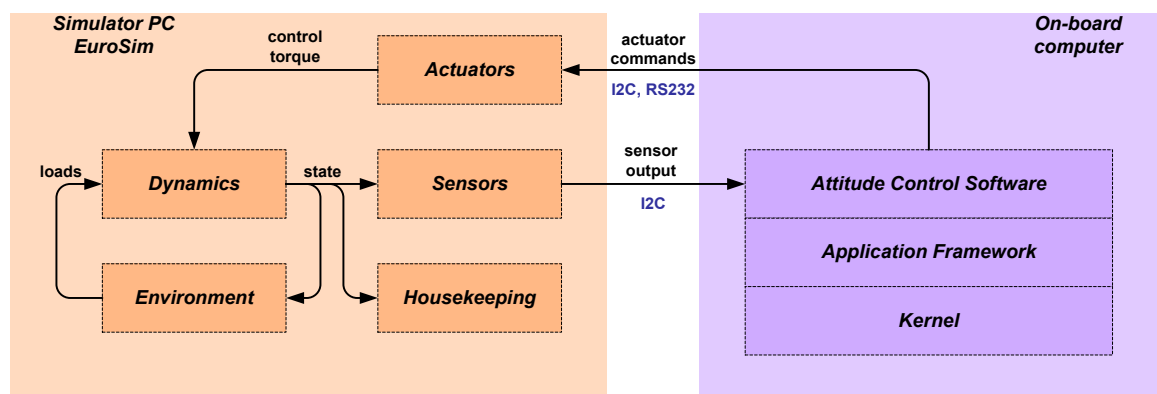 Simulator PC
EuroSim
On-board
computer
control
torque
Actuators
actuator
commands
I2C, RS232
loads
Dynamics
state
Sensors
sensor
output
I2C
Attitude Control Software
Application Framework
Environment
Housekeeping
Kernel